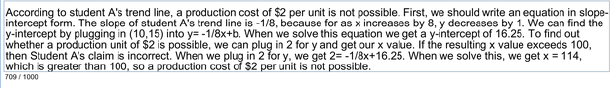 According to student A's trend line, a production cost of $2 per unit is not possible. First, we should write an equation in slope-
intercept form. The slope of student A's trend line is -1/8, because for as x increases by 8, y decreases by 1. We can find the
y-intercept by plugging in (10,15) into y= -1/8x+b. When we solve this equation we get a y-intercept of 16.25. To find out
whether a production unit of $2 is possible, we can plug in 2 for y and get our x value. If the resulting x value exceeds 100,
then Student A's claim is incorrect. When we plug in 2 for y, we get 2= -1/8x+16.25. When we solve this, we get x = 114,
which is greater than 100, so a production cost of $2 per unit is not possible.
709 / 1000